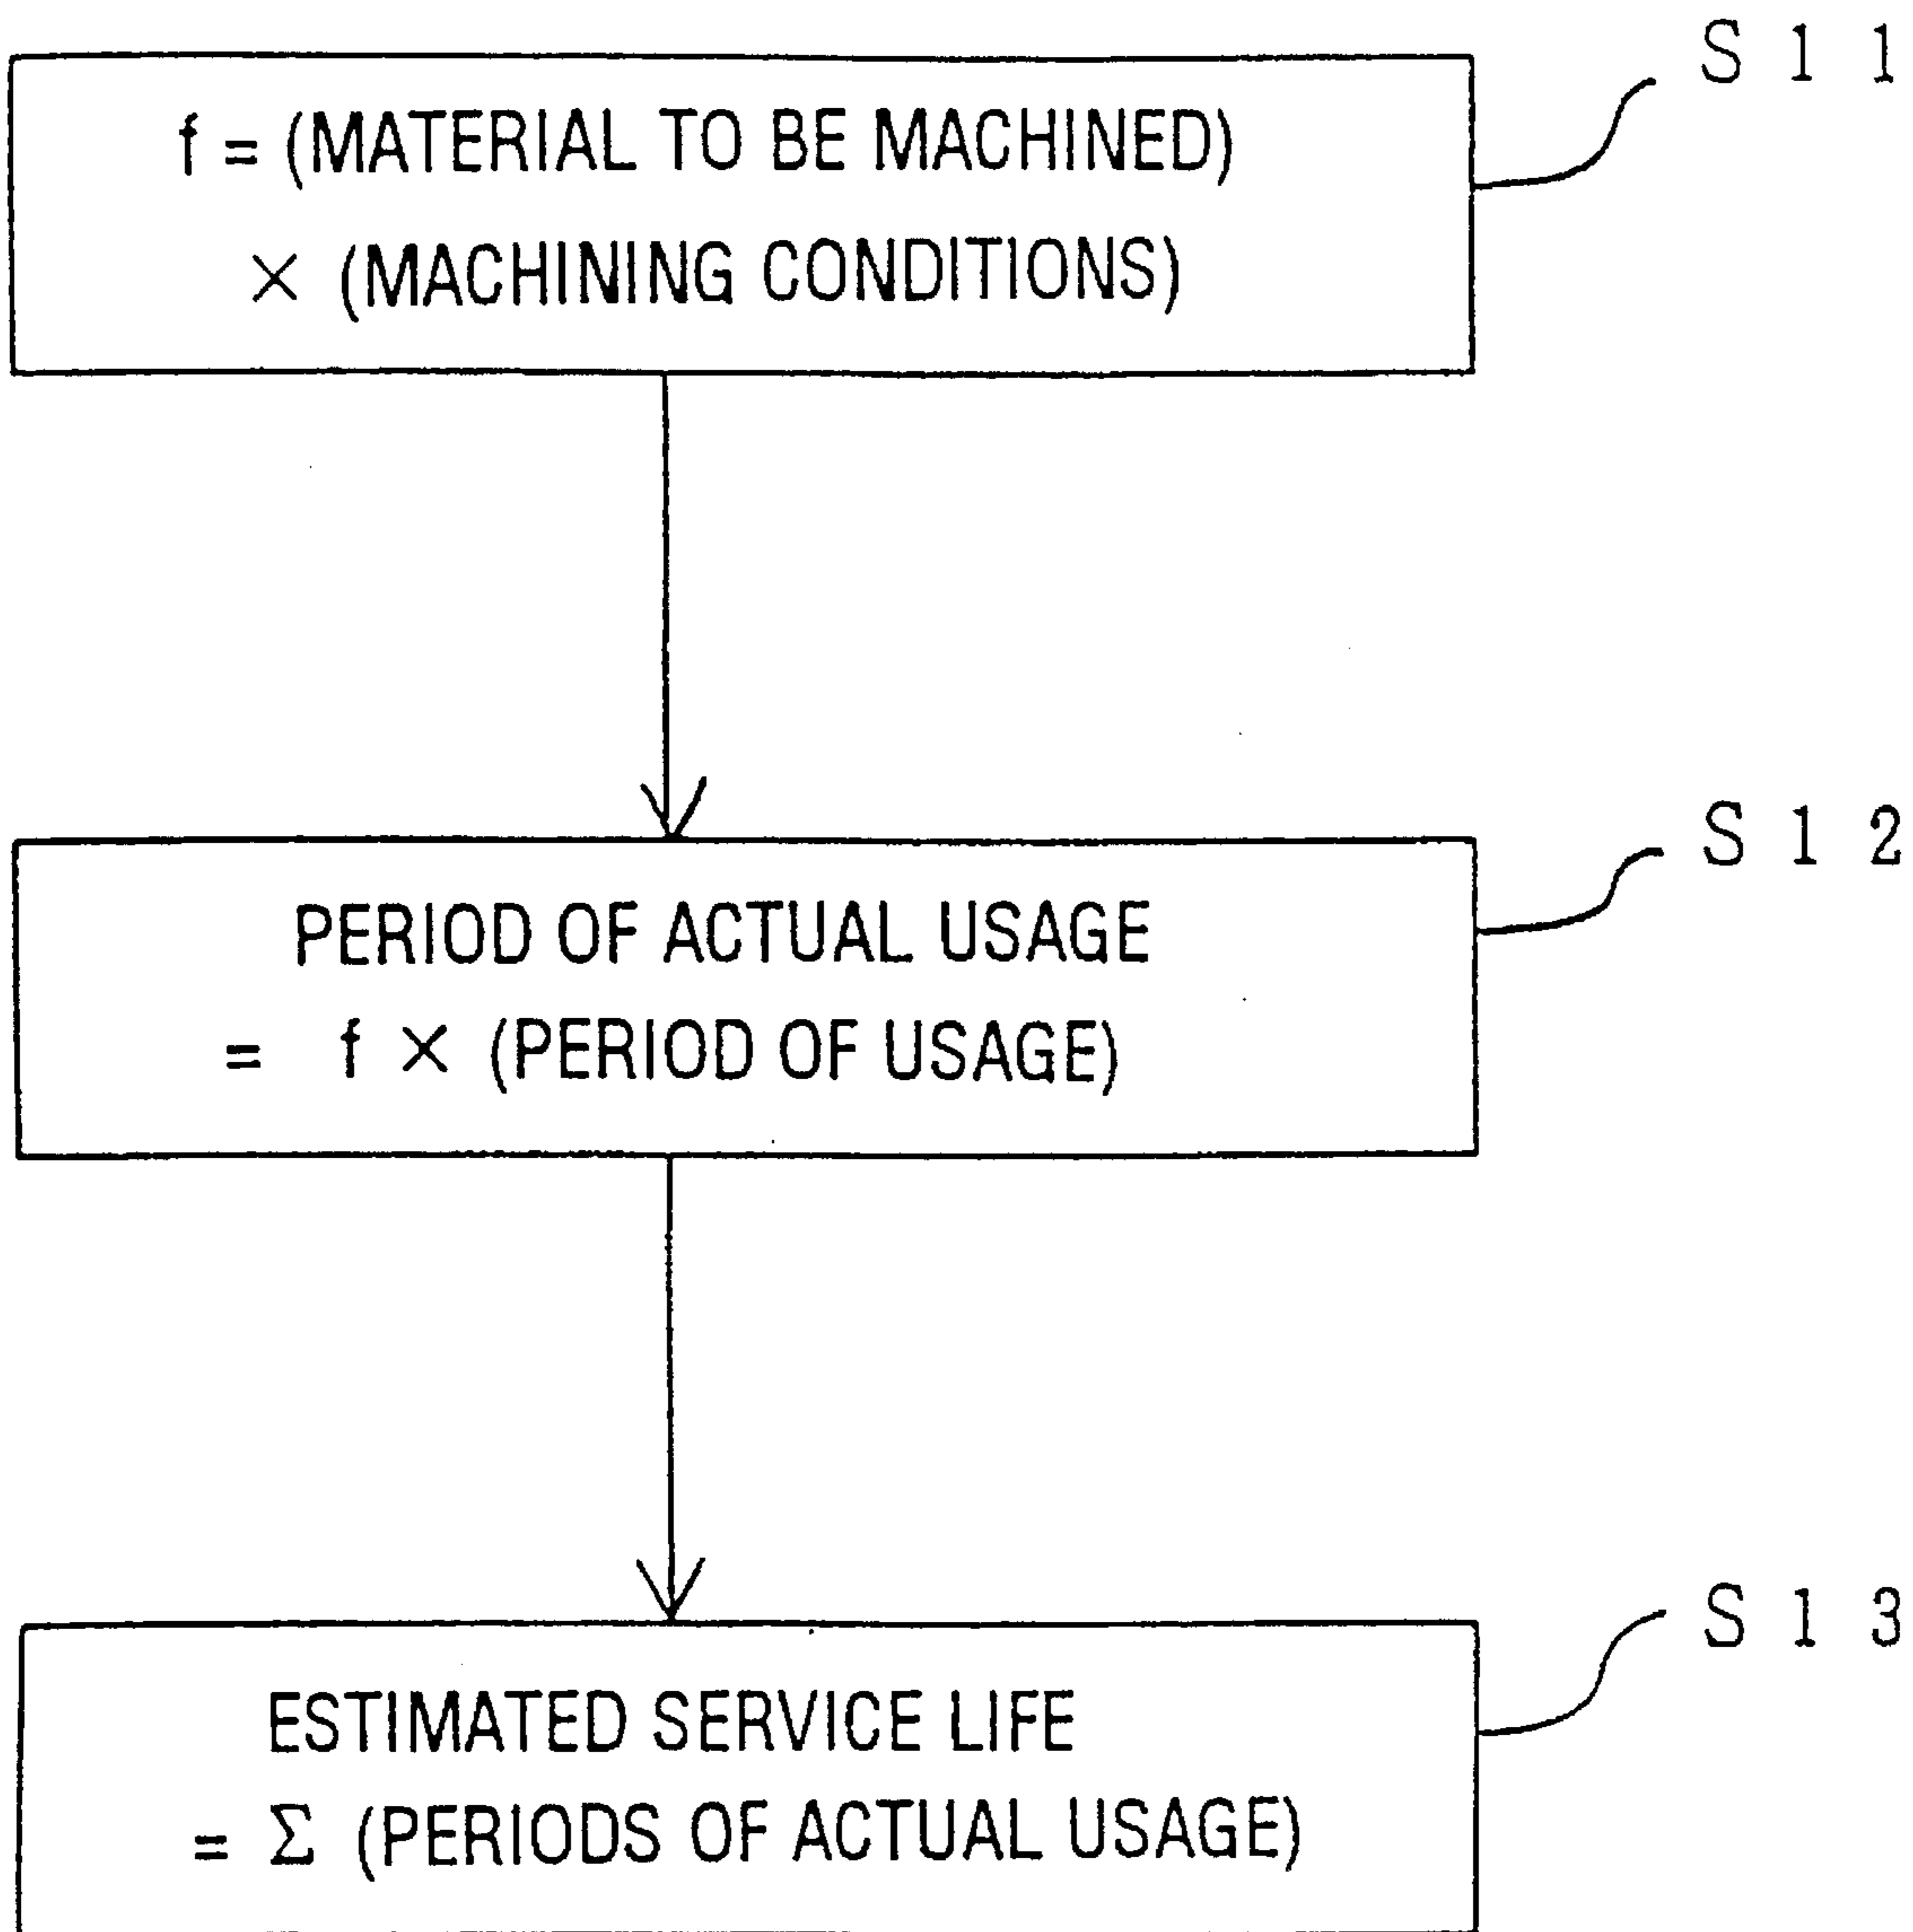 S11
f = (MATERIAL TO BE MACHINED)
× (MACHINING CONDITIONS)
S12
PERIOD OF ACTUAL USAGE
= f × (PERIOD OF USAGE)
S13
ESTIMATED SERVICE LIFE
= Σ (PERIODS OF ACTUAL USAGE)